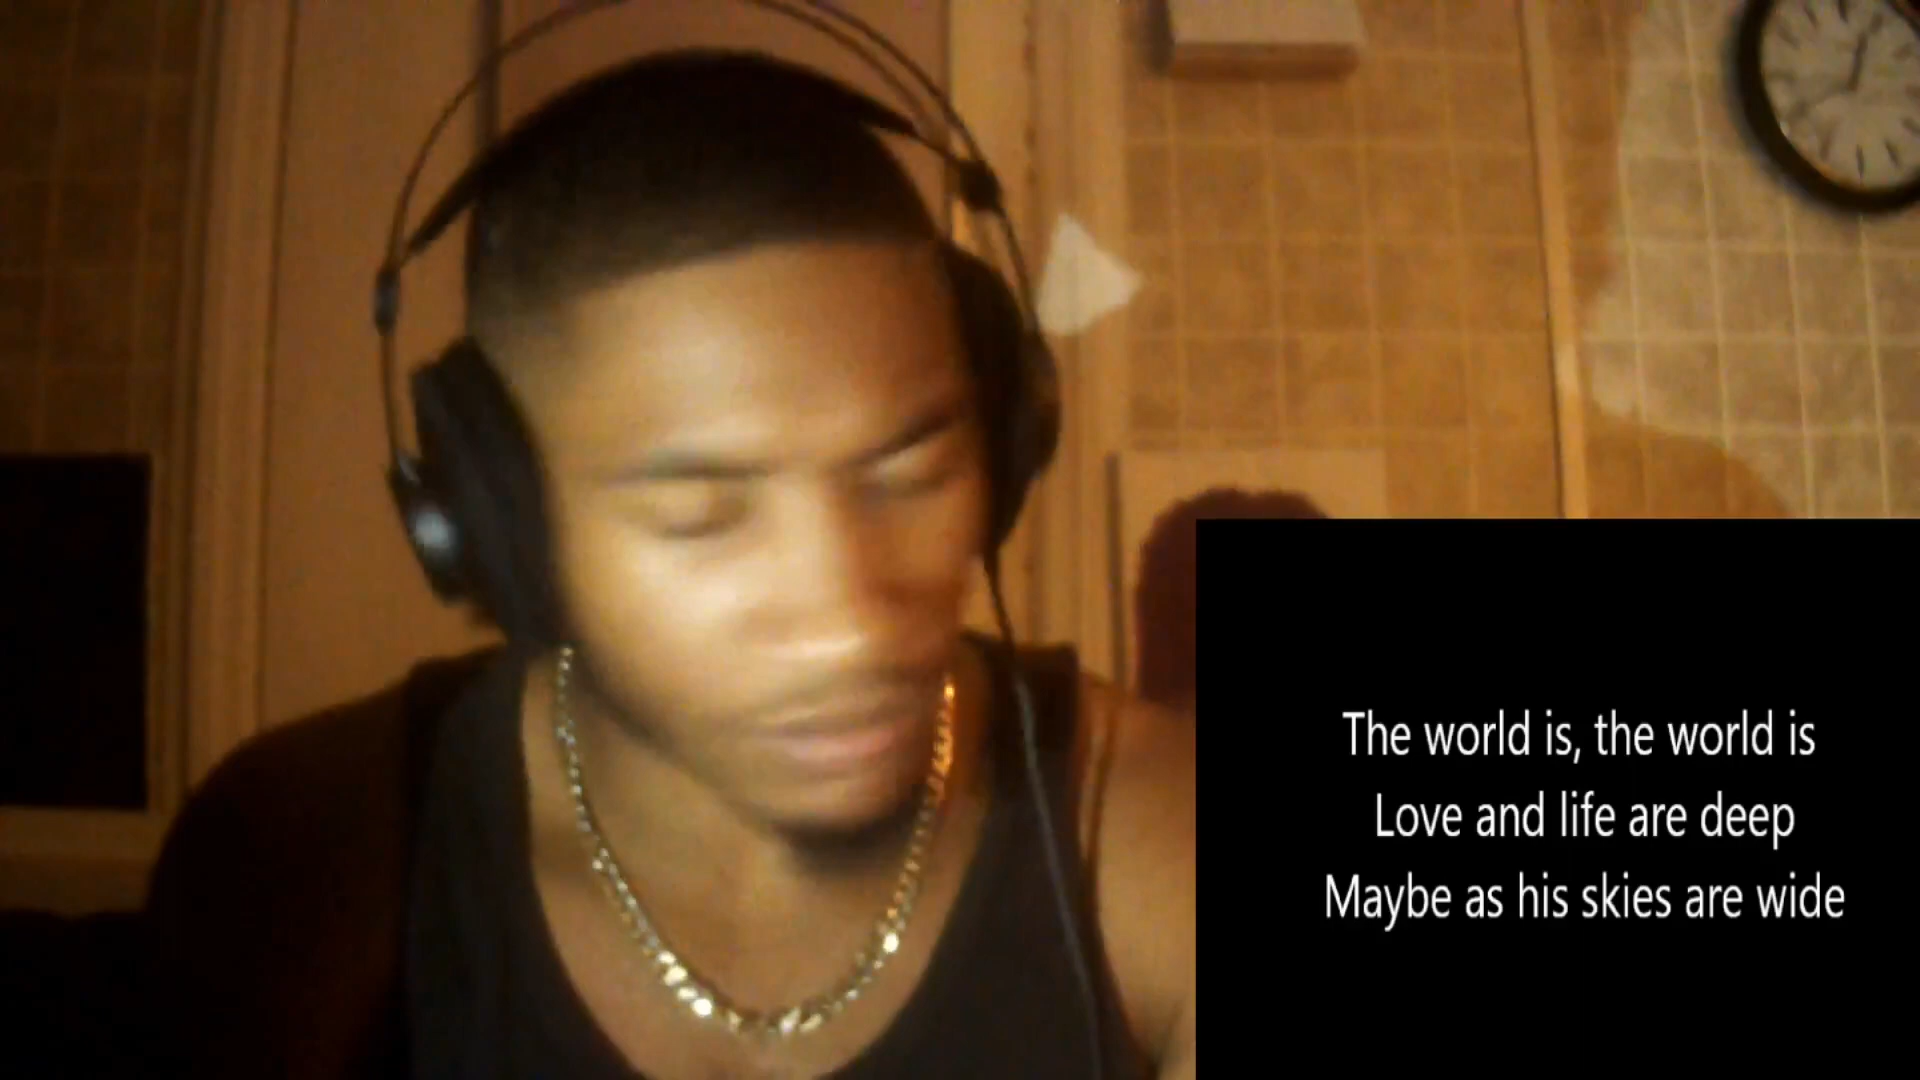 The world is, the world is
Love and life are deep
Maybe as his skies are wide